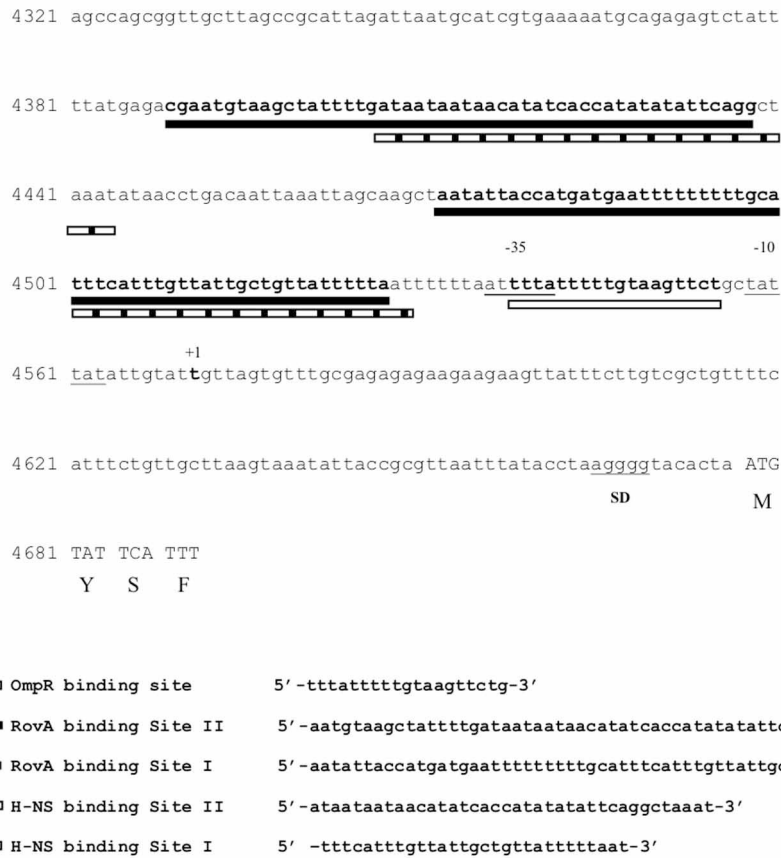 4321 agccagcggttgcttagccgcattagattaatgcatcgtgaaaaatgcagagagtctatt
4381 ttatgagacgaatgtaagctattttgataataataacatatcaccatatatattcaggct
4441 aaatataacctgacaattaaattagcaagctaatattaccatgatgaatttttttttgca
-35 -10
4501 tttcatttgttattgctgttatttttaattttttaattttatttttgtaagttctgctat
+1
4561 tatattgtattgttagtgtttgcgagagagaagaagaagttatttcttgtcgctgttttc
4621 atttctgttgcttaagtaaatattaccgcgttaatttatacctaaggggtacacta ATG
SD M
4681 TAT TCA TTT
Y S F
OmpR binding site 5'-tttatttttgtaagttctg-3'
RovA binding Site II 5'-aatgtaagctattttgataataataacatatcaccatatatatt
RovA binding Site I 5'-aatattaccatgatgaatttttttttgcatttcatttgttattg
H-NS binding Site II 5'-ataataataacatatcaccatatatattcaggctaaat-3'
H-NS binding Site I 5' -tttcatttgttattgctgttatttttaat-3'